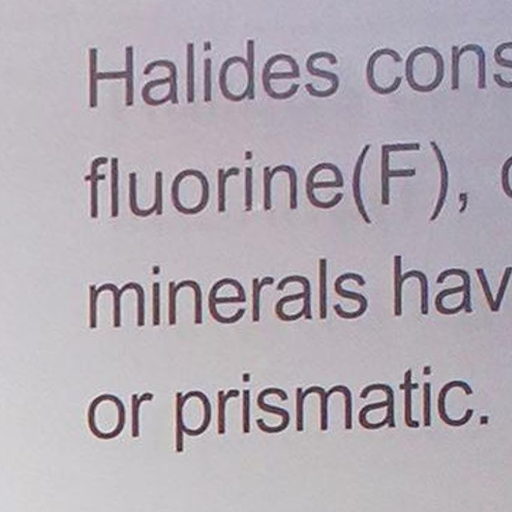 Halides cons
fluorine(F),
minerals hav
or prismatic.